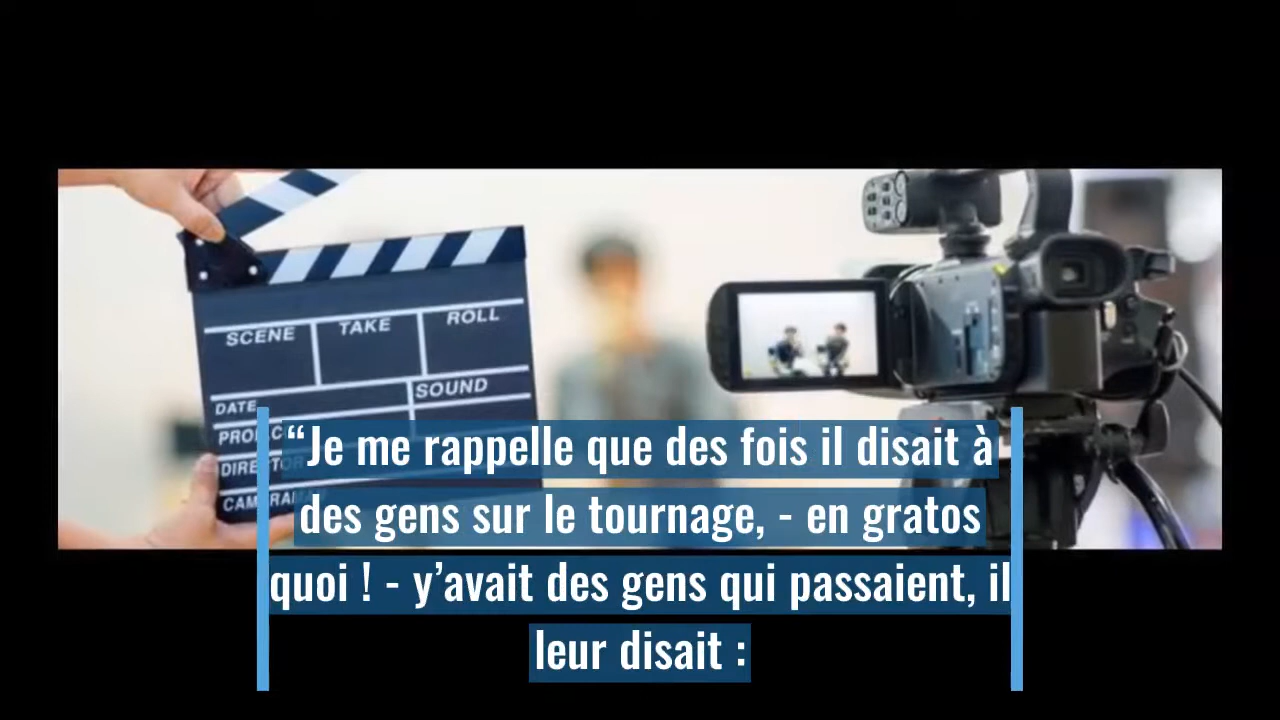 SCENE
TAKE
ROLL
SOUND
DATE
“Je me rappelle que des fois il disait à
des gens sur le tournage, - en gratos
quoi ! - y’avait des gens qui passaient, il
leur disait :